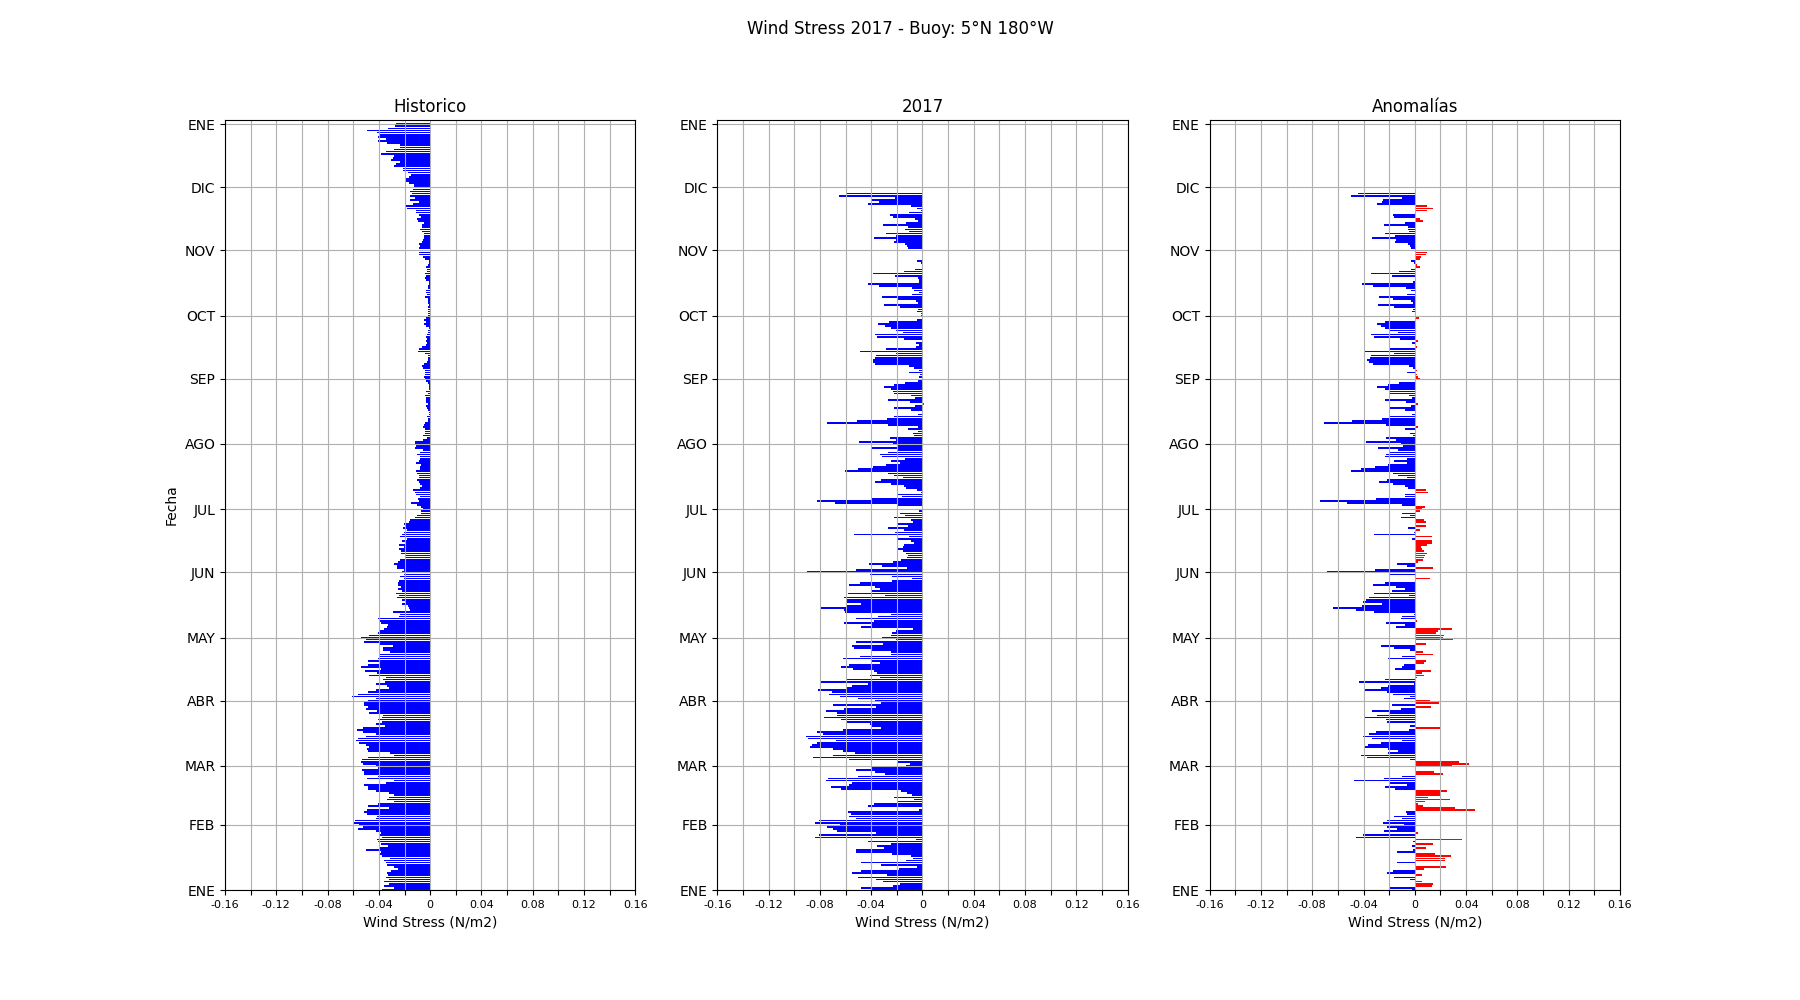 Wind Stress 2017 - Buoy: 5°N 180°W
Historico
2017
Anomalías
ENE
DIC
NOV
OCT
SEP
AGO
JUL
JUN
MAY
ABR
MAR
FEB
ENE
Fecha
-0.16 -0.12 -0.08 -0.04 0 0.04 0.08 0.12 0.16
Wind Stress (N/m2)
ENE
DIC
NOV
OCT
SEP
AGO
JUL
JUN
MAY
ABR
MAR
FEB
ENE
-0.16 -0.12 -0.08 -0.04 0 0.04 0.08 0.12 0.16
Wind Stress (N/m2)
ENE
DIC
NOV
OCT
SEP
AGO
JUL
JUN
MAY
ABR
MAR
FEB
ENE
-0.16 -0.12 -0.08 -0.04 0 0.04 0.08 0.12 0.16
Wind Stress (N/m2)